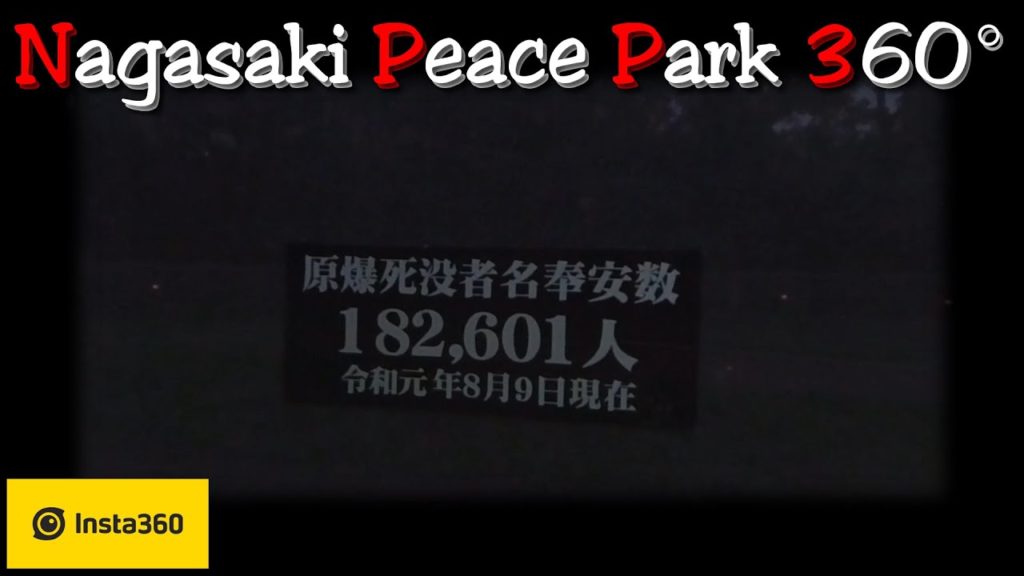 Nagasaki Peace Park 360°
原爆死没者名奉安数
182,601人
令和元年8月9日現在
Insta360